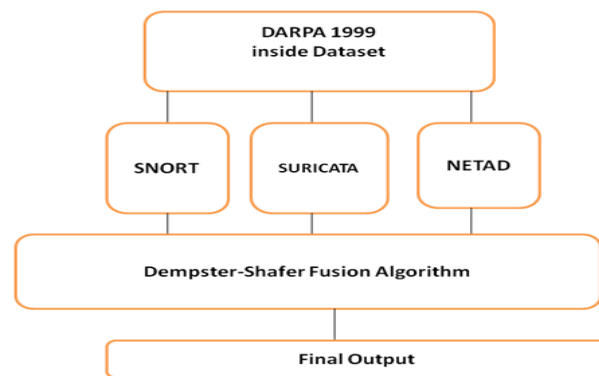 DARPA 1999
inside Dataset
SNORT
SURICATA
NETAD
Dempster-Shafer Fusion Algorithm
Final Output